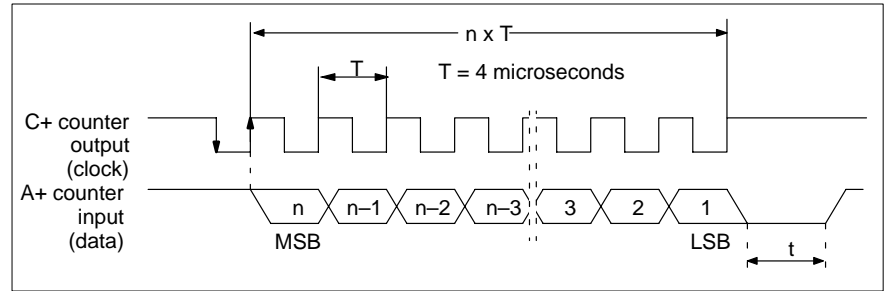 n x T
T
T = 4 microseconds
C+ counter
output
(clock)
A+ counter
input
(data)
n n–1 n–2 n–3 3 2 1
MSB LSB t